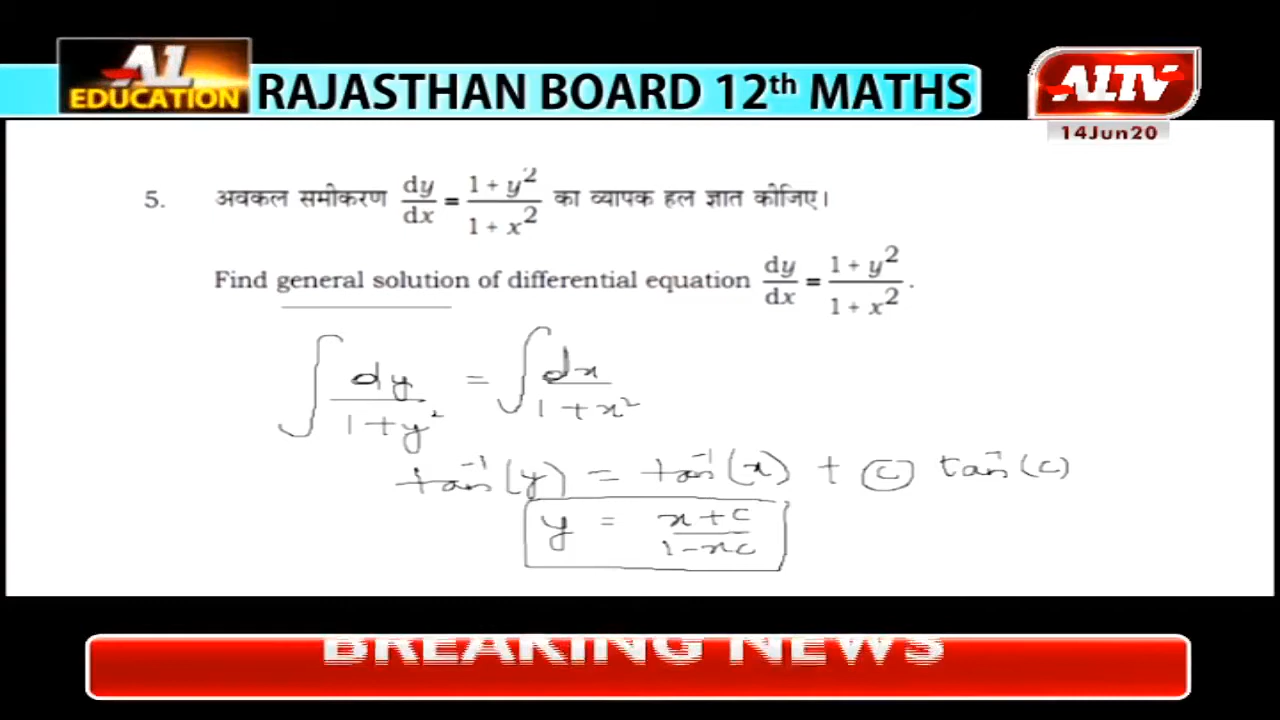 A1
EDUCATION
RAJASTHAN BOARD 12th MATHS
A1TV
14Jun20
5. अवकल समीकरण dy/dx = (1 + y²)/(1 + x²) का व्यापक हल ज्ञात कीजिए।
Find general solution of differential equation dy/dx = (1 + y²)/(1 + x²).
∫ dy/(1 + y²) = ∫ dx/(1 + x²)
tan⁻¹(y) = tan⁻¹(x) + c tan⁻¹(c)
y = (x + c)/(1 - xc)
BREAKING NEWS